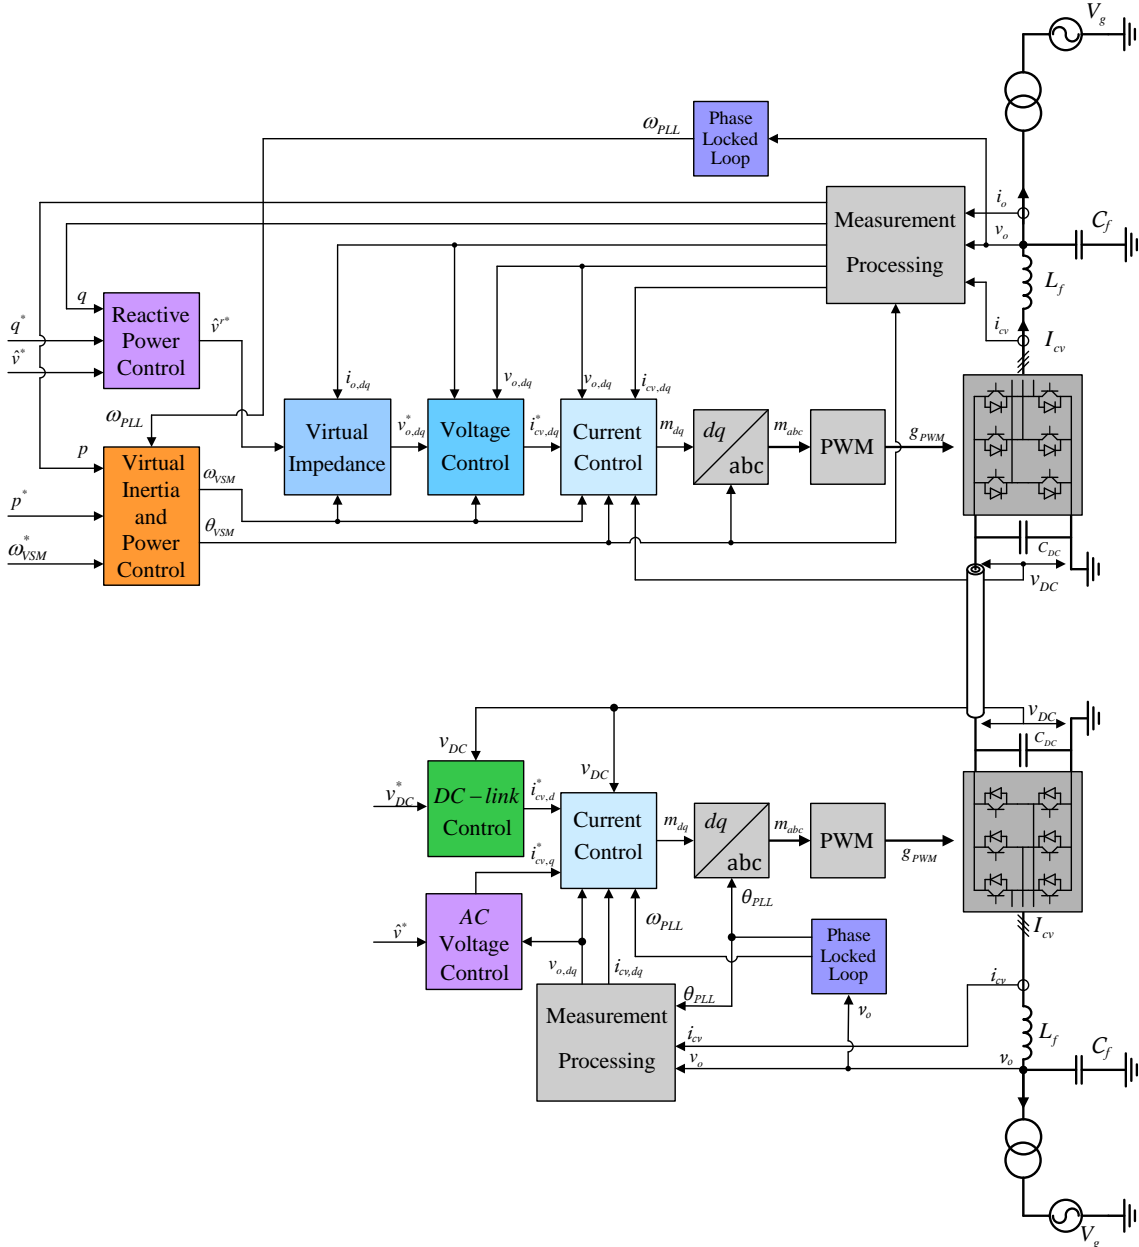 V_g
Phase
Locked
Loop
ω_PLL
Measurement
Processing
i_o
v_o
C_f
L_f
i_cv
I_cv
q
q^*
v̂^*
Reactive
Power
Control
v̂^r*
i_o,dq
v_o,dq
v_o,dq
i_cv,dq
ω_PLL
p
p^*
ω^*_VSM
Virtual
Inertia
and
Power
Control
ω_VSM
θ_VSM
Virtual
Impedance
v^*_o,dq
Voltage
Control
i^*_cv,dq
Current
Control
m_dq
dq
abc
m_abc
PWM
g_PWM
C_DC
v_DC
v_DC
C_DC
v_DC
v_DC
v^*_DC
DC–link
Control
i^*_cv,d
i^*_cv,q
Current
Control
m_dq
dq
abc
m_abc
PWM
g_PWM
v̂^*
AC
Voltage
Control
v_o,dq
i_cv,dq
ω_PLL
θ_PLL
Phase
Locked
Loop
I_cv
i_cv
θ_PLL
v_o
Measurement
Processing
i_cv
v_o
L_f
v_o
C_f
V_g